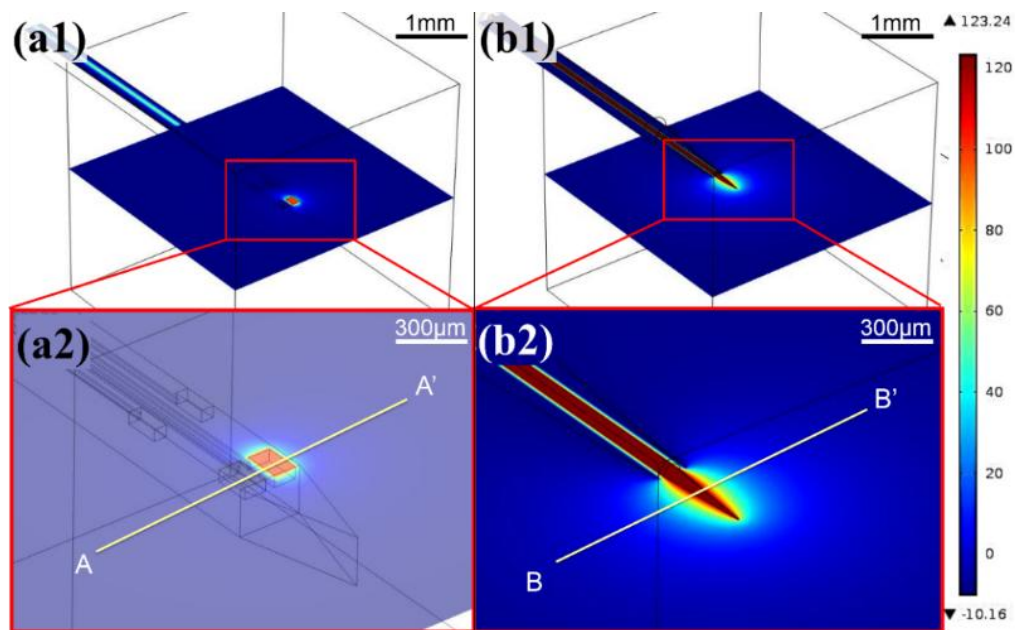 (a1)
1mm
(b1)
1mm
▲ 123.24
120
100
80
60
40
20
0
▼ -10.16
(a2)
300μm
A'
A
(b2)
300μm
B'
B